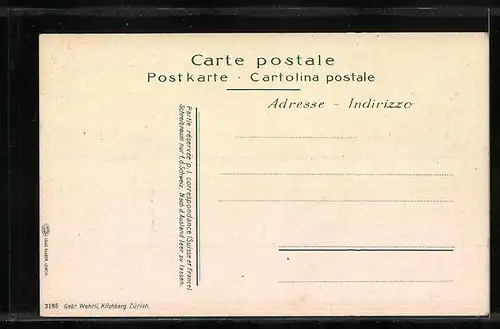 Carte postale
Postkarte - Cartolina postale
Adresse - Indirizzo
Partie réservée p. l. correspondance (Suisse et France)
Schreibraum nur f. d. Schweiz. Nach d. Ausland leer zu lassen.
3185 Gebr. Wehrli, Kilchberg, Zürich.